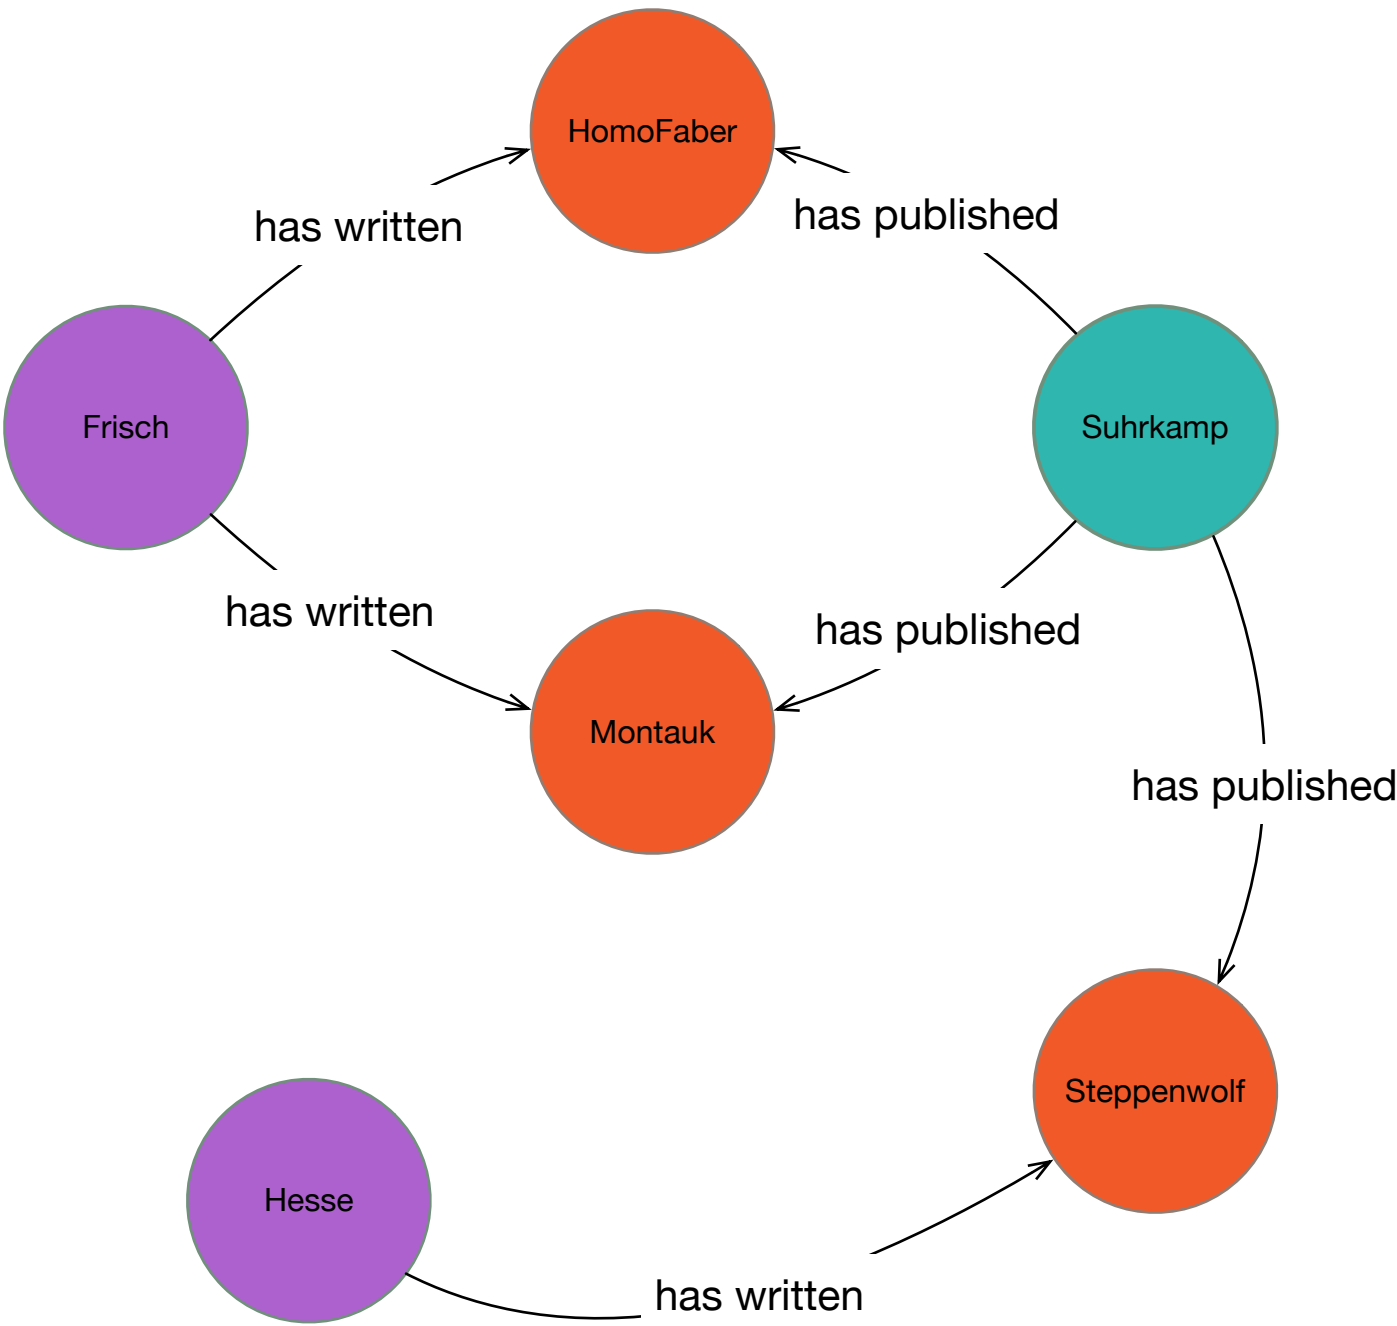 HomoFaber
has written
has published
Frisch
Suhrkamp
has written
has published
Montauk
has published
Steppenwolf
Hesse
has written